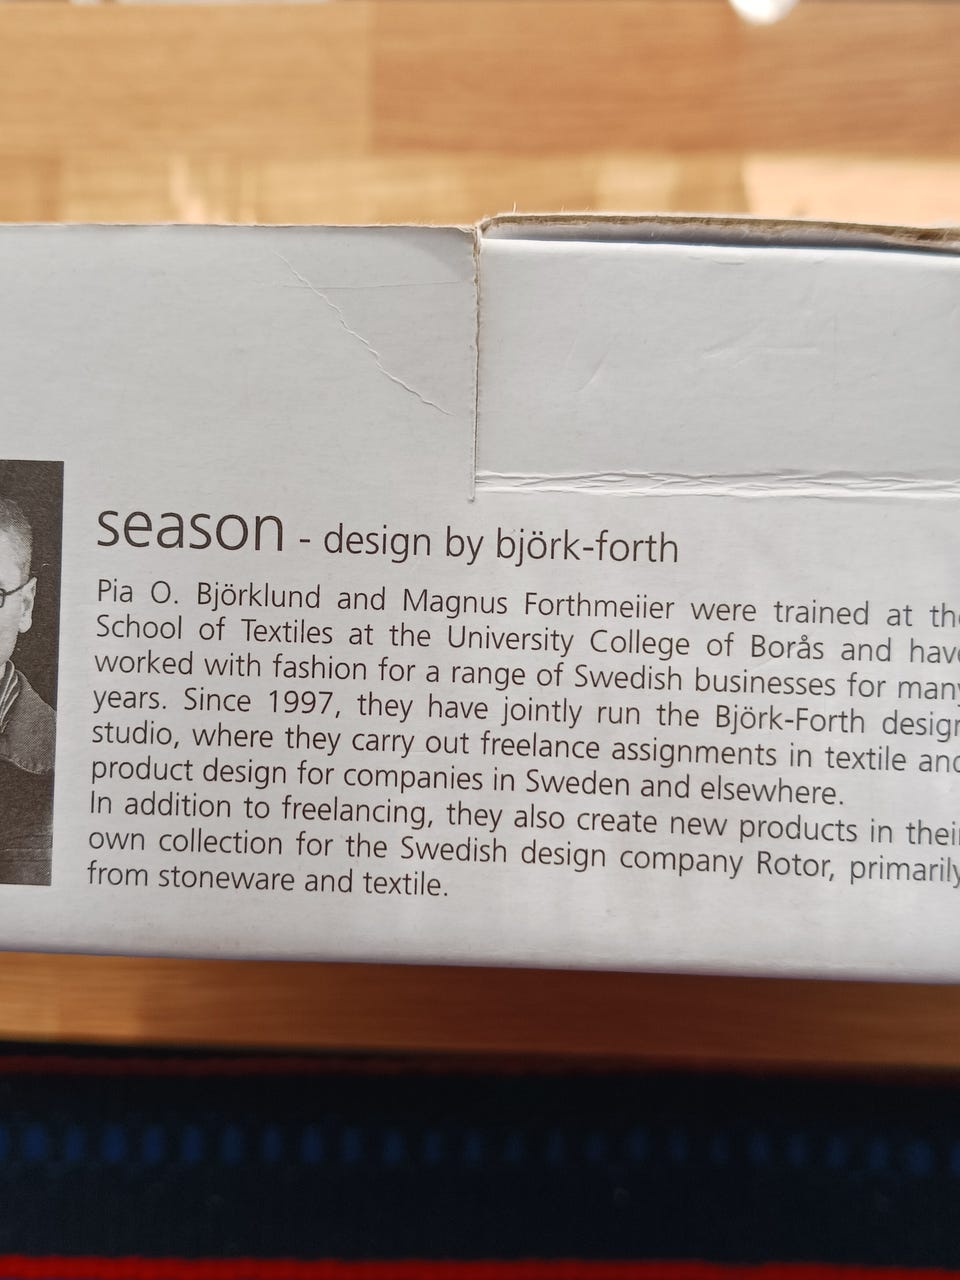 season - design by björk-forth
Pia O. Björklund and Magnus Forthmeiier were trained at the
School of Textiles at the University College of Borås and have
worked with fashion for a range of Swedish businesses for many
years. Since 1997, they have jointly run the Björk-Forth design
studio, where they carry out freelance assignments in textile and
product design for companies in Sweden and elsewhere.
In addition to freelancing, they also create new products in their
own collection for the Swedish design company Rotor, primarily
from stoneware and textile.